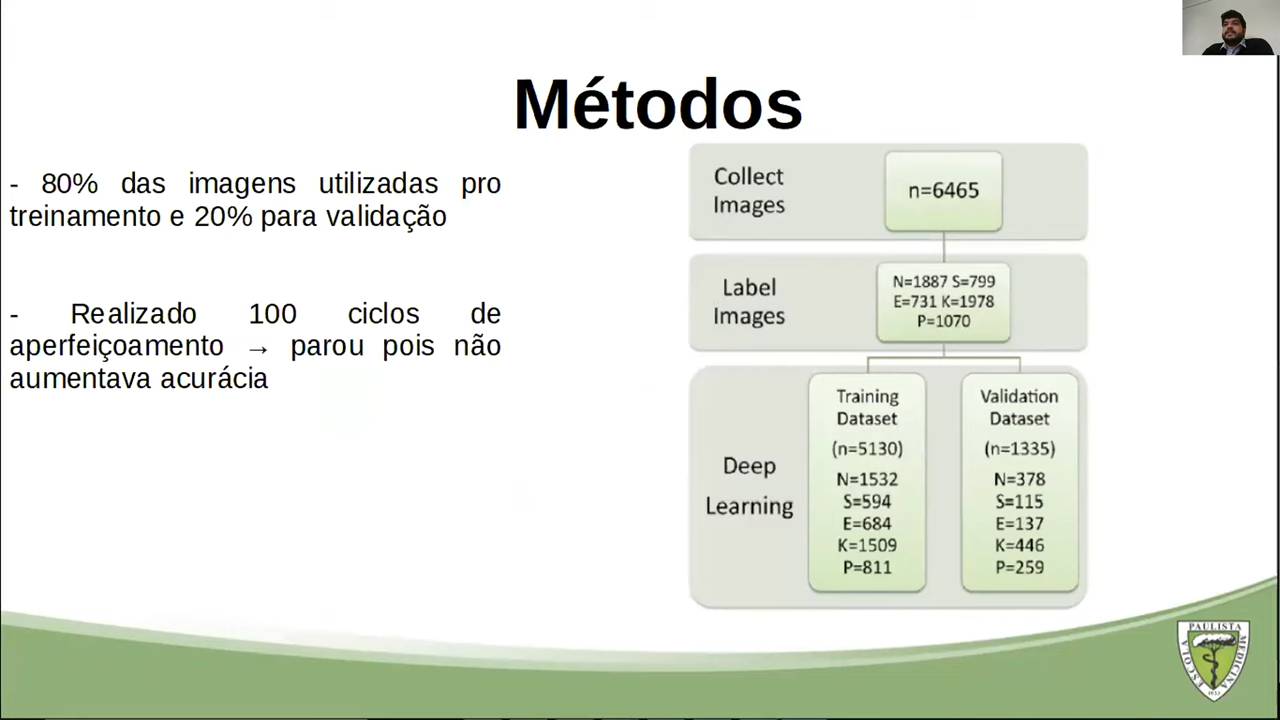 Métodos
- 80% das imagens utilizadas pro
treinamento e 20% para validação
- Realizado 100 ciclos de
aperfeiçoamento → parou pois não
aumentava acurácia
Collect
Images
n=6465
Label
Images
N=1887 S=799
E=731 K=1978
P=1070
Deep
Learning
Training
Dataset
(n=5130)
N=1532
S=594
E=684
K=1509
P=811
Validation
Dataset
(n=1335)
N=378
S=115
E=137
K=446
P=259
ESCOLA PAULISTA MEDICINA